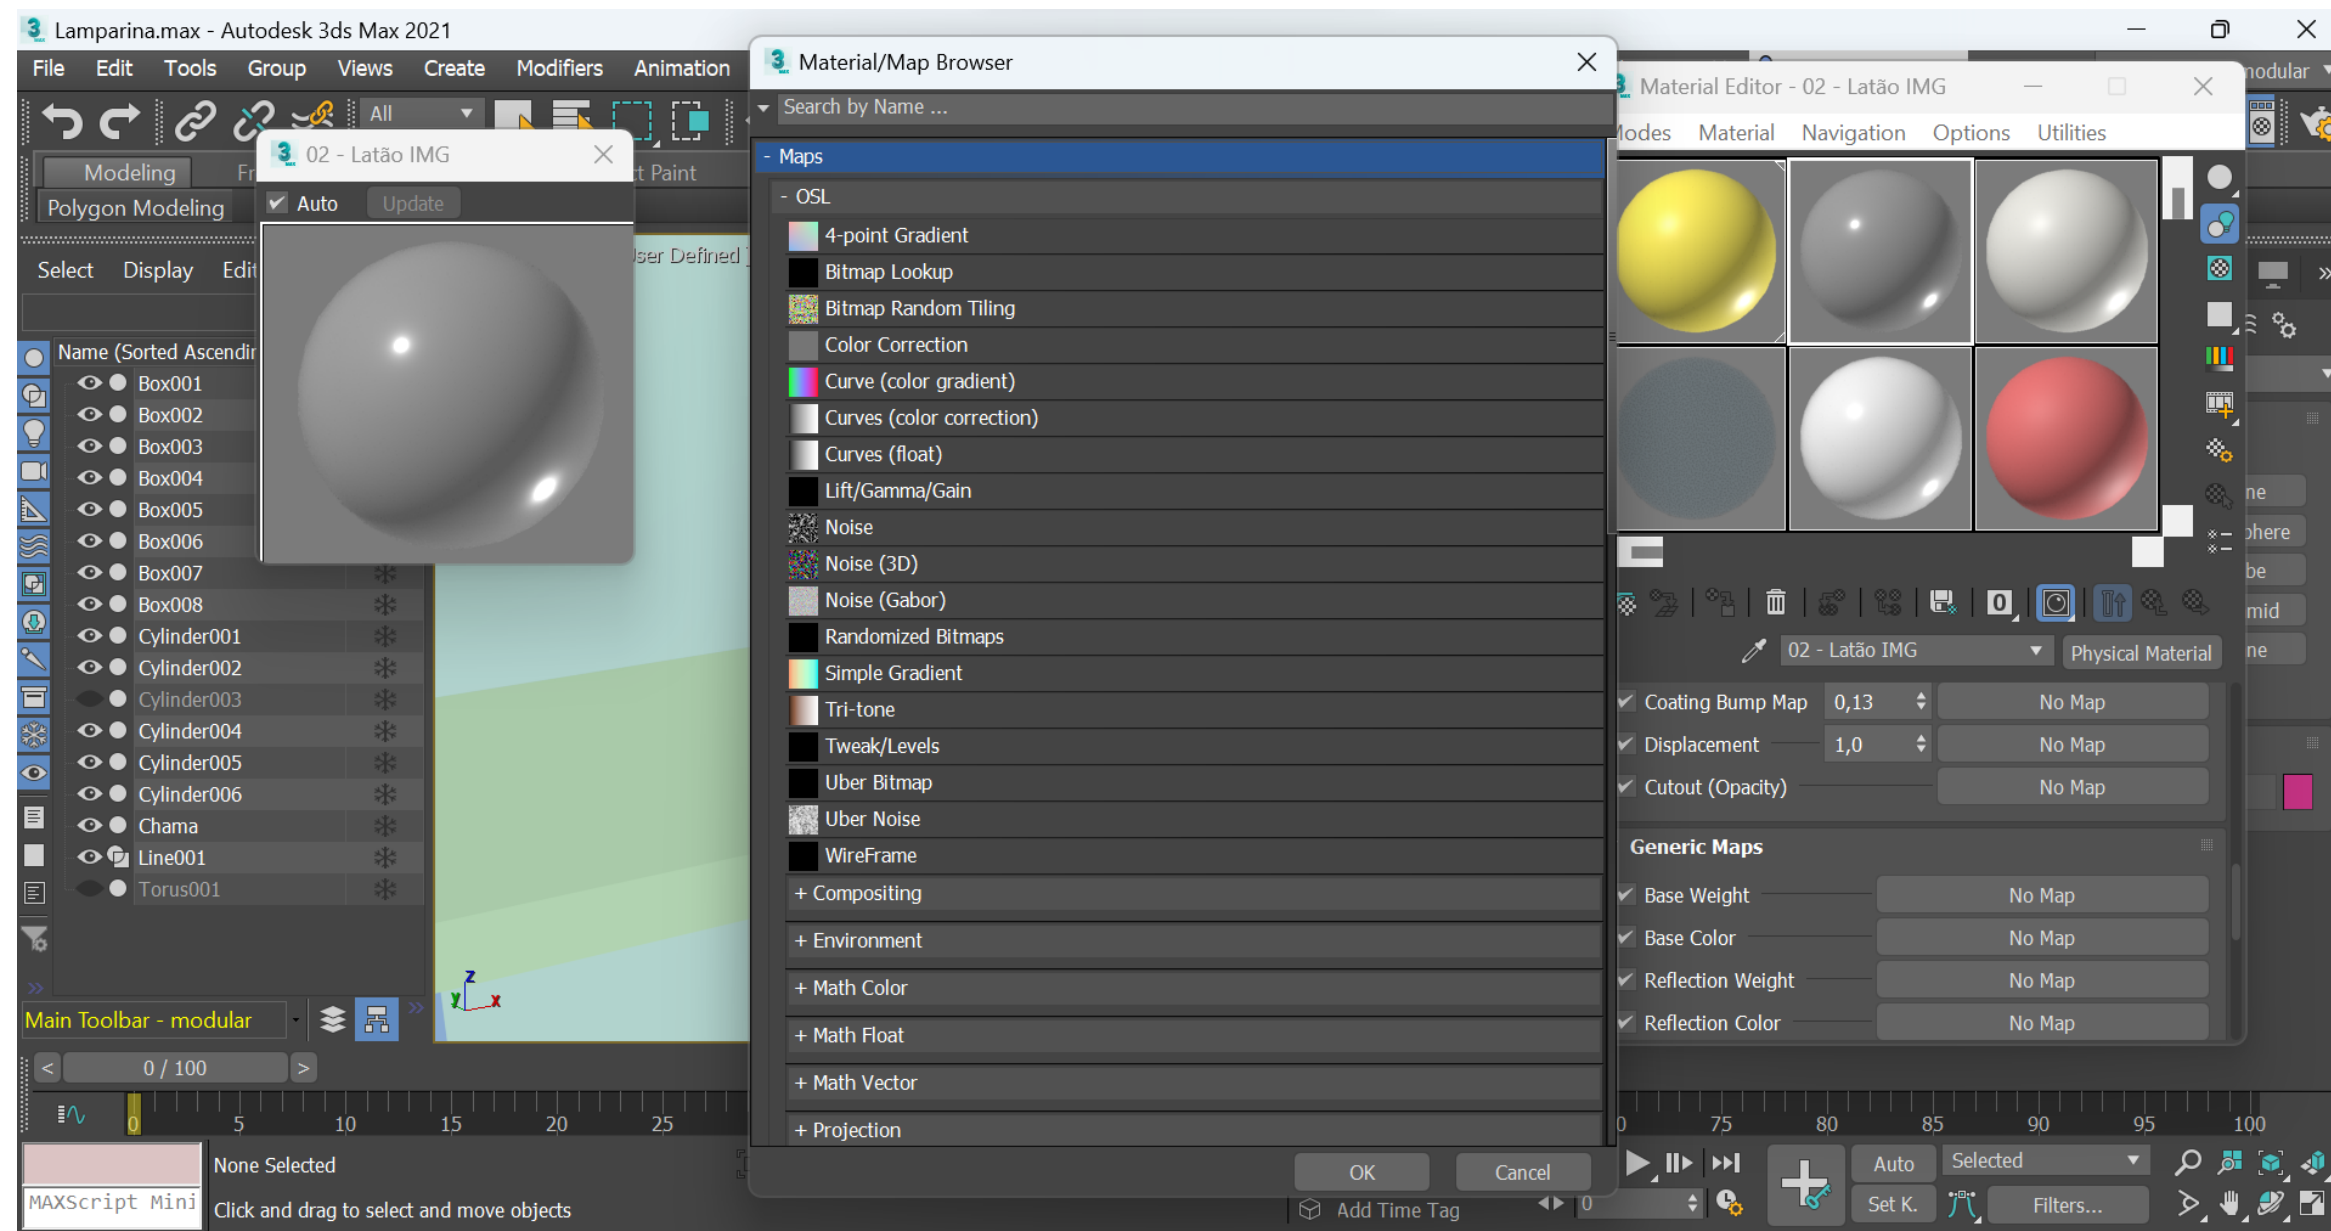 Lamparina.max - Autodesk 3ds Max 2021
File Edit Tools Group Views Create Modifiers Animation
All
Modeling
Polygon Modeling
Paint
Select Display
Name (Sorted
Box001
Box002
Box003
Box004
Box005
Box006
Box007
Box008
Cylinder001
Cylinder002
Cylinder003
Cylinder004
Cylinder005
Cylinder006
Chama
Line001
Torus001
Main Toolbar - modular
0 / 100
02 - Latão IMG
Auto Update
Defined ]
z
y x
Material/Map Browser
Search by Name ...
- Maps
- OSL
4-point Gradient
Bitmap Lookup
Bitmap Random Tiling
Color Correction
Curve (color gradient)
Curves (color correction)
Curves (float)
Lift/Gamma/Gain
Noise
Noise (3D)
Noise (Gabor)
Randomized Bitmaps
Simple Gradient
Tri-tone
Tweak/Levels
Uber Bitmap
Uber Noise
WireFrame
+ Compositing
+ Environment
+ Math Color
+ Math Float
+ Math Vector
+ Projection
OK Cancel
Material Editor - 02 - Latão IMG
Material Navigation Options Utilities
02 - Latão IMG Physical Material
Coating Bump Map 0,13 No Map
Displacement 1,0 No Map
Cutout (Opacity) No Map
Generic Maps
Base Weight No Map
Base Color No Map
Reflection Weight No Map
Reflection Color No Map
0 5 10 15 20 25 75 80 85 90 95 100
None Selected
MAXScript Mini
Click and drag to select and move objects
Add Time Tag
0
Auto Selected
Set K. Filters...